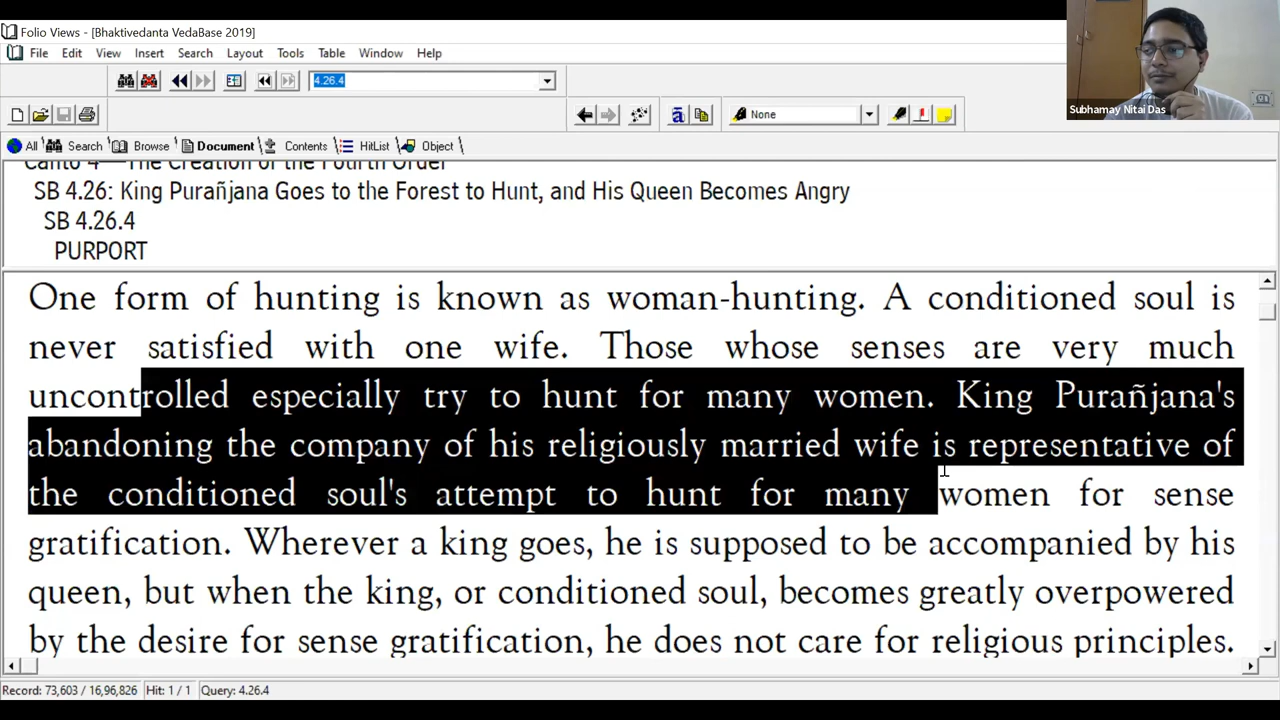 Folio Views - [Bhaktivedanta VedaBase 2019]
File Edit View Insert Search Layout Tools Table Window Help
4.26.4
None
All Search Browse Document Contents HitList Object
Canto 4—The Creation of the Fourth Order
SB 4.26: King Purañjana Goes to the Forest to Hunt, and His Queen Becomes Angry
SB 4.26.4
PURPORT
One form of hunting is known as woman-hunting. A conditioned soul is
never satisfied with one wife. Those whose senses are very much
uncontrolled especially try to hunt for many women. King Purañjana's
abandoning the company of his religiously married wife is representative of
the conditioned soul's attempt to hunt for many women for sense
gratification. Wherever a king goes, he is supposed to be accompanied by his
queen, but when the king, or conditioned soul, becomes greatly overpowered
by the desire for sense gratification, he does not care for religious principles.
Record: 73,603 / 16,96,826 Hit: 1 / 1 Query: 4.26.4
Subhamay Nitai Das